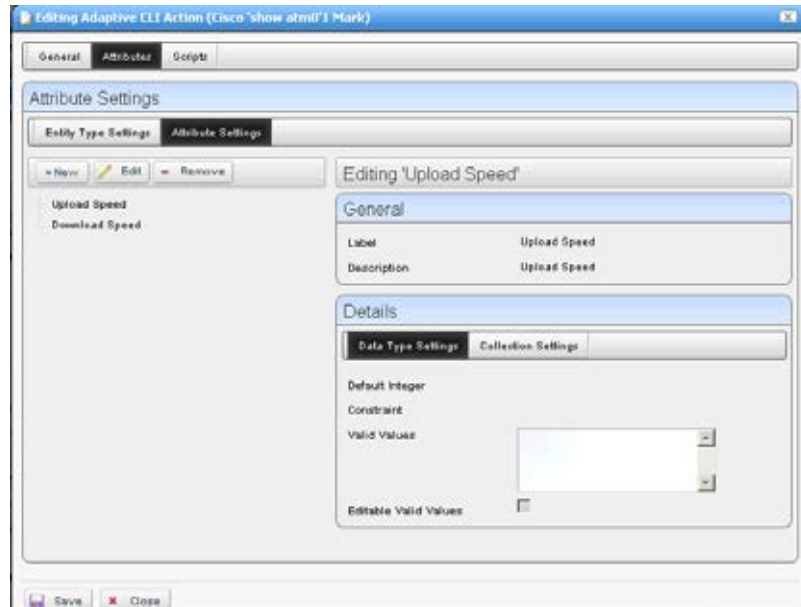 Editing Adaptive CLI Action (Cisco 'show atm0'1 Mark)
General Attributes Scripts
Attribute Settings
Entity Type Settings Attribute Settings
+New Edit Remove
Upload Speed
Download Speed
Editing 'Upload Speed'
General
Label Upload Speed
Description Upload Speed
Details
Data Type Settings Collection Settings
Default Integer
Constraint
Valid Values
Editable Valid Values
Save Close